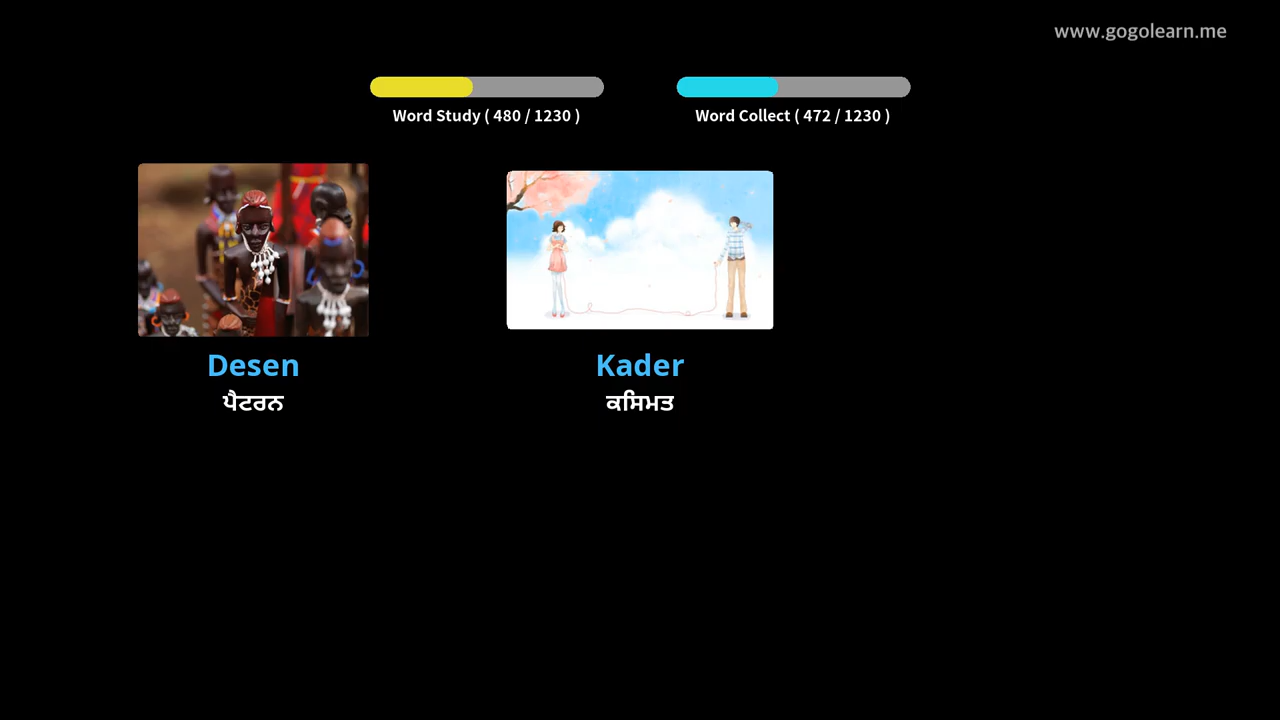 www.gogolearn.me
Word Study ( 480 / 1230 )
Word Collect ( 472 / 1230 )
Desen
ਪੈਟਰਨ
Kader
ਕਿਸਮਤ